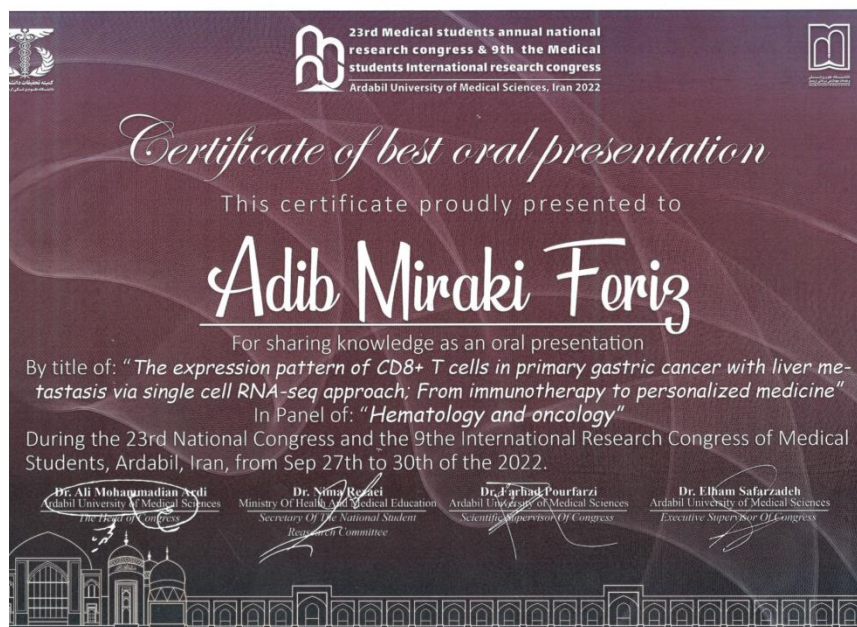 23rd Medical students annual national
research congress & 9th the Medical
students International research congress
Ardabil University of Medical Sciences, Iran 2022
Certificate of best oral presentation
This certificate proudly presented to
Adib Miraki Feriz
For sharing knowledge as an oral presentation
By title of: "The expression pattern of CD8+ T cells in primary gastric cancer with liver me-
tastasis via single cell RNA-seq approach; From immunotherapy to personalized medicine"
In Panel of: "Hematology and oncology"
During the 23rd National Congress and the 9the International Research Congress of Medical
Students, Ardabil, Iran, from Sep 27th to 30th of the 2022.
Dr. Ali Mohammadian Ardi
Ardabil University of Medical Sciences
The Head of Congress
Dr. Nima Rezaei
Ministry Of Health And Medical Education
Secretary Of The National Student
Committee
Dr. Farhad Pourfarzi
Ardabil University of Medical Sciences
Scientific Supervisor Of Congress
Dr. Elham Safarzadeh
Ardabil University of Medical Sciences
Executive Supervisor Of Congress